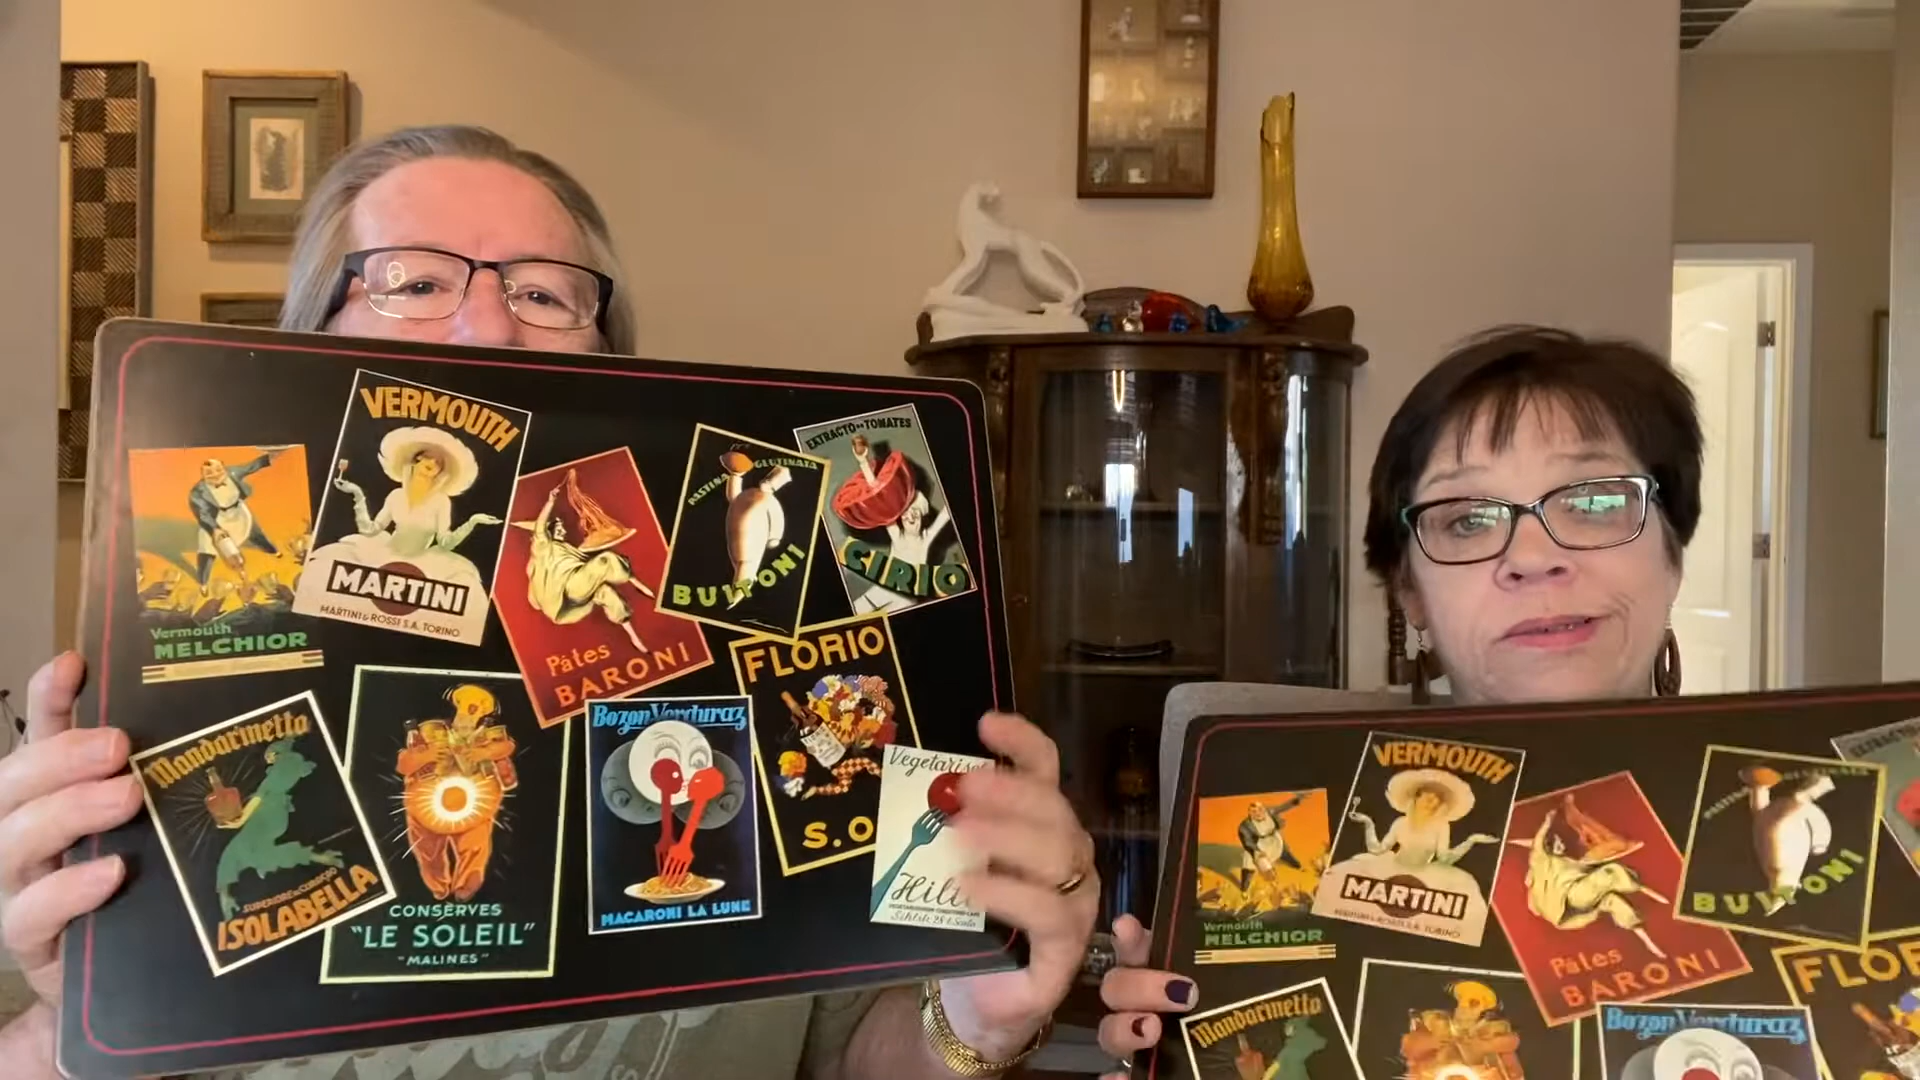 VERMOUTH
MARTINI
MARTINI & ROSSI S.A. TORINO
Vermouth
MELCHIOR
Pâtes
BARONI
PASTINA GLUTINATA
BUITONI
EXTRACTO DE TOMATES
CIRIO
Mandarinetto
ISOLABELLA
CONSERVES
"LE SOLEIL"
"MALINES"
Bozon Verduraz
MACARONI LA LUNE
FLORIO
S.O
Hilt
VERMOUTH
MARTINI
Vermouth
MELCHIOR
Pâtes
BARONI
BUITONI
FLOR
Mandarinetto
Bozon Verduraz